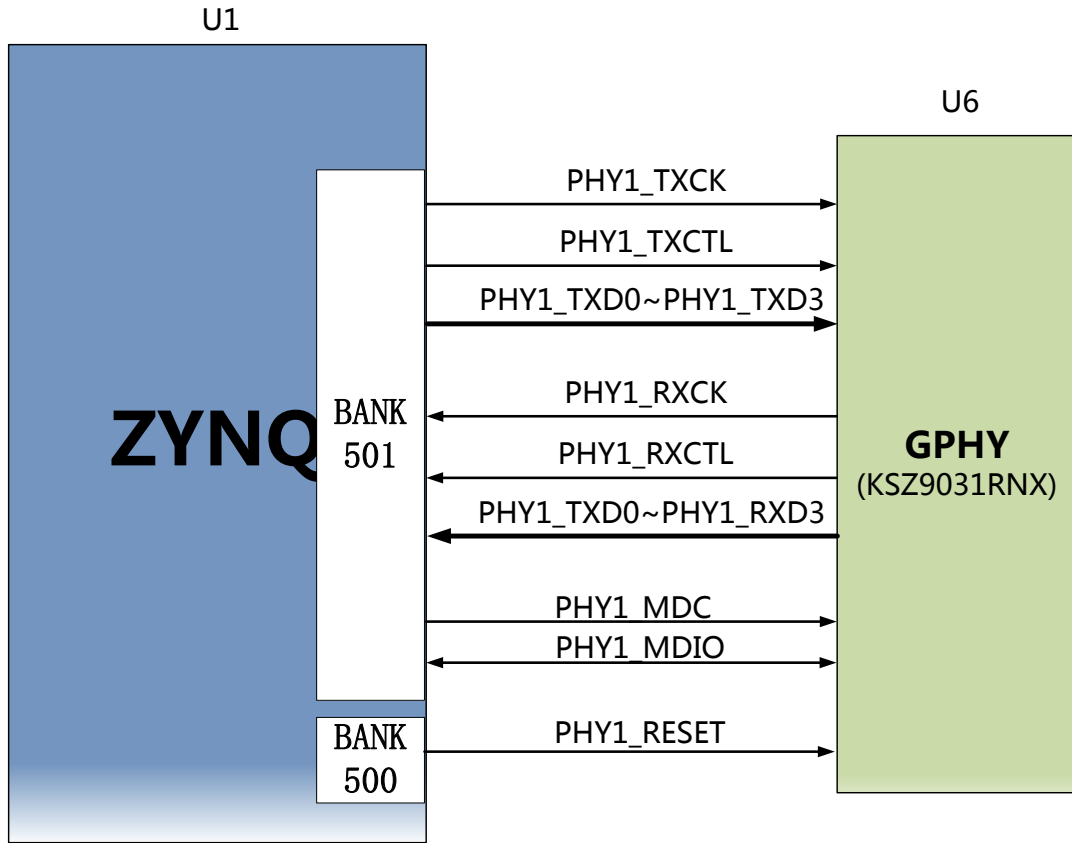 U1
U6
PHY1_TXCK
PHY1_TXCTL
PHY1_TXD0~PHY1_TXD3
PHY1_RXCK
PHY1_RXCTL
PHY1_TXD0~PHY1_RXD3
PHY1_MDC
PHY1_MDIO
PHY1_RESET
ZYNQ
BANK
501
BANK
500
GPHY
(KSZ9031RNX)